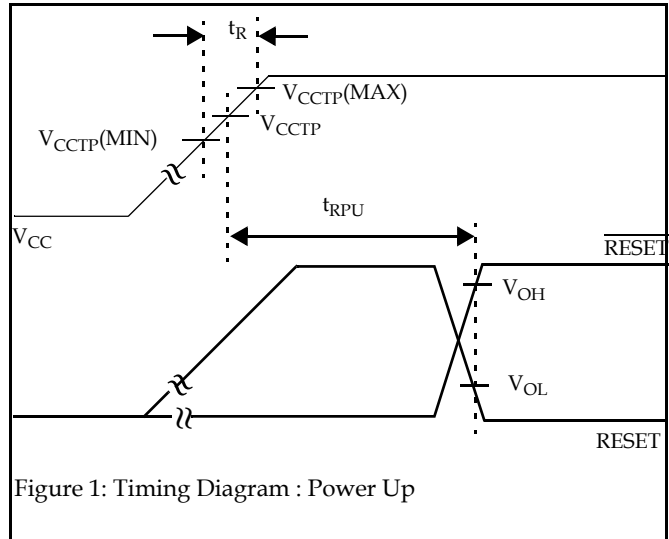 t_R
V_CCTP(MAX)
V_CCTP
V_CCTP(MIN)
t_RPU
V_CC
RESET
V_OH
V_OL
RESET
Figure 1: Timing Diagram : Power Up